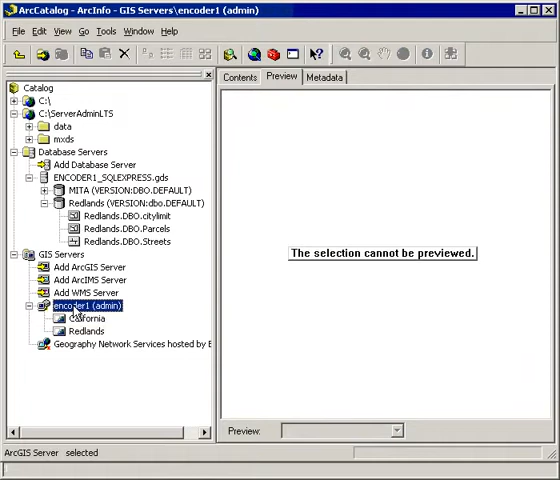 ArcCatalog - ArcInfo - GIS Servers\encoder1 (admin)
File Edit View Go Tools Window Help
Contents Preview Metadata
Catalog
C:\
C:\ServerAdminLTS
data
mxds
Database Servers
Add Database Server
ENCODER1_SQLEXPRESS.gds
MITA (VERSION:DBO.DEFAULT)
Redlands (VERSION:dbo.DEFAULT)
Redlands.DBO.citylimit
Redlands.DBO.Parcels
Redlands.DBO.Streets
GIS Servers
Add ArcGIS Server
Add ArcIMS Server
Add WMS Server
encoder1 (admin)
California
Redlands
Geography Network Services hosted by E
The selection cannot be previewed.
Preview:
ArcGIS Server selected